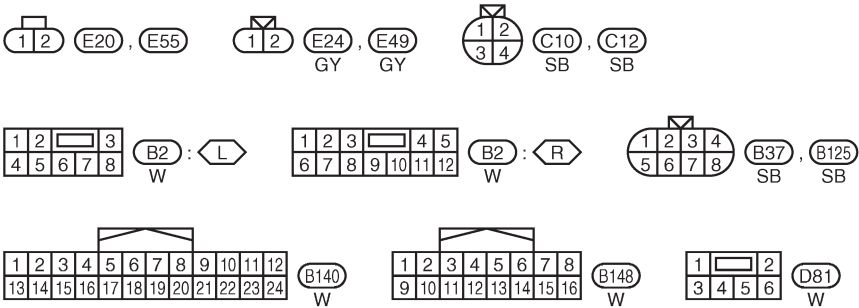 1 2 E20 , E55 1 2 E24 , E49 1 2 C10 , C12
GY GY 3 4 SB SB
1 2 3 B2 : L 1 2 3 4 5 B2 : R 1 2 3 4 B37 , B125
4 5 6 7 8 W 6 7 8 9 10 11 12 W 5 6 7 8 SB SB
1 2 3 4 5 6 7 8 9 10 11 12 B140 1 2 3 4 5 6 7 8 B148 1 2 D81
13 14 15 16 17 18 19 20 21 22 23 24 W 9 10 11 12 13 14 15 16 W 3 4 5 6 W